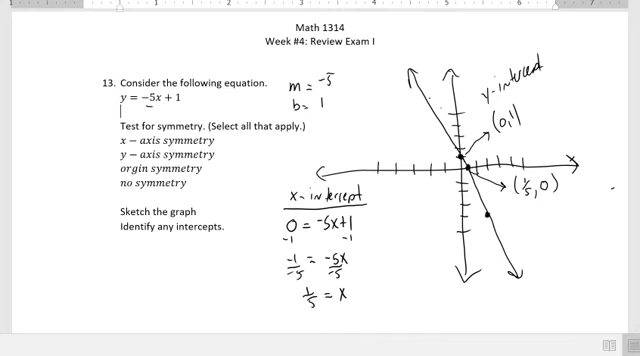 Math 1314
Week #4: Review Exam I
13. Consider the following equation.
y = −5x + 1
Test for symmetry. (Select all that apply.)
x − axis symmetry
y − axis symmetry
orgin symmetry
no symmetry
Sketch the graph
Identify any intercepts.
m = -5
b = 1
x-intercept
0 = -5x+1
-1 -1
-1/-5 = -5x/-5
1/5 = x
y-intercept
(0,1)
x
(1/5, 0)